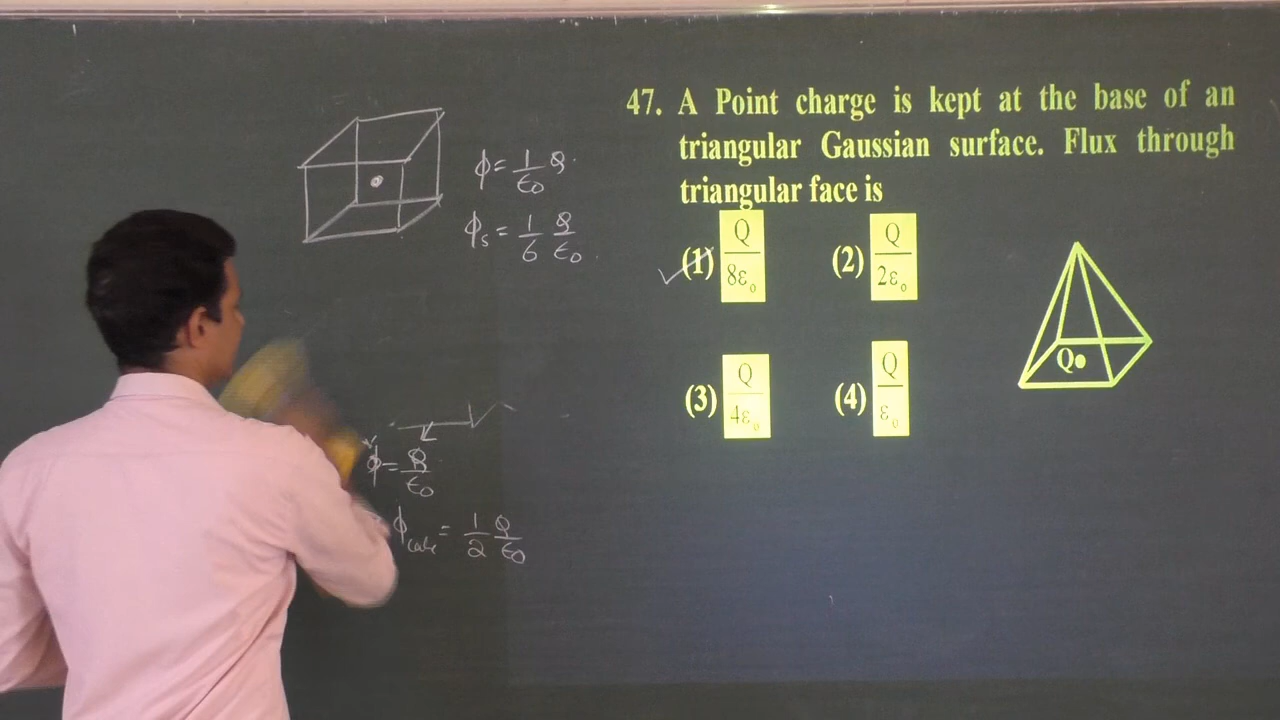 47. A Point charge is kept at the base of an
triangular Gaussian surface. Flux through
triangular face is
(1) Q/8ε₀ (2) Q/2ε₀
(3) Q/4ε₀ (4) Q/ε₀
Q
ϕ = 1/ε₀ Q
ϕs = 1/6 Q/ε₀
ϕ = Q/ε₀
ϕcube = 1/2 Q/ε₀